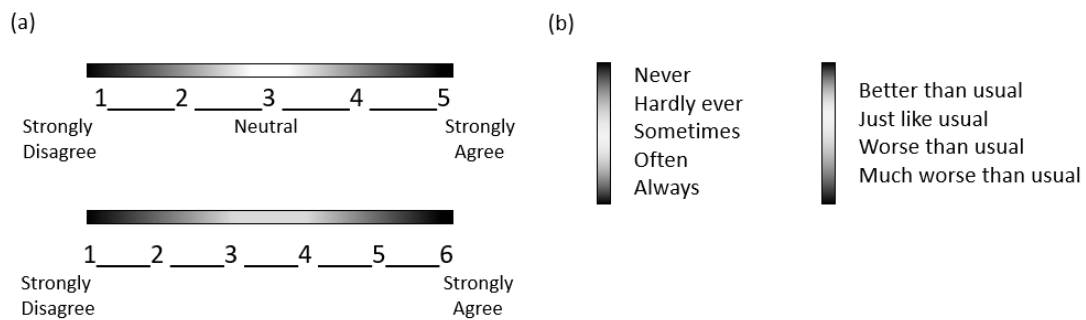 (a)
1_____2 _____3 _____4 _____5
Strongly Disagree Neutral Strongly Agree
1____2 ____3 ____4 ____5____6
Strongly Disagree Strongly Agree
(b)
Never
Hardly ever
Sometimes
Often
Always
Better than usual
Just like usual
Worse than usual
Much worse than usual